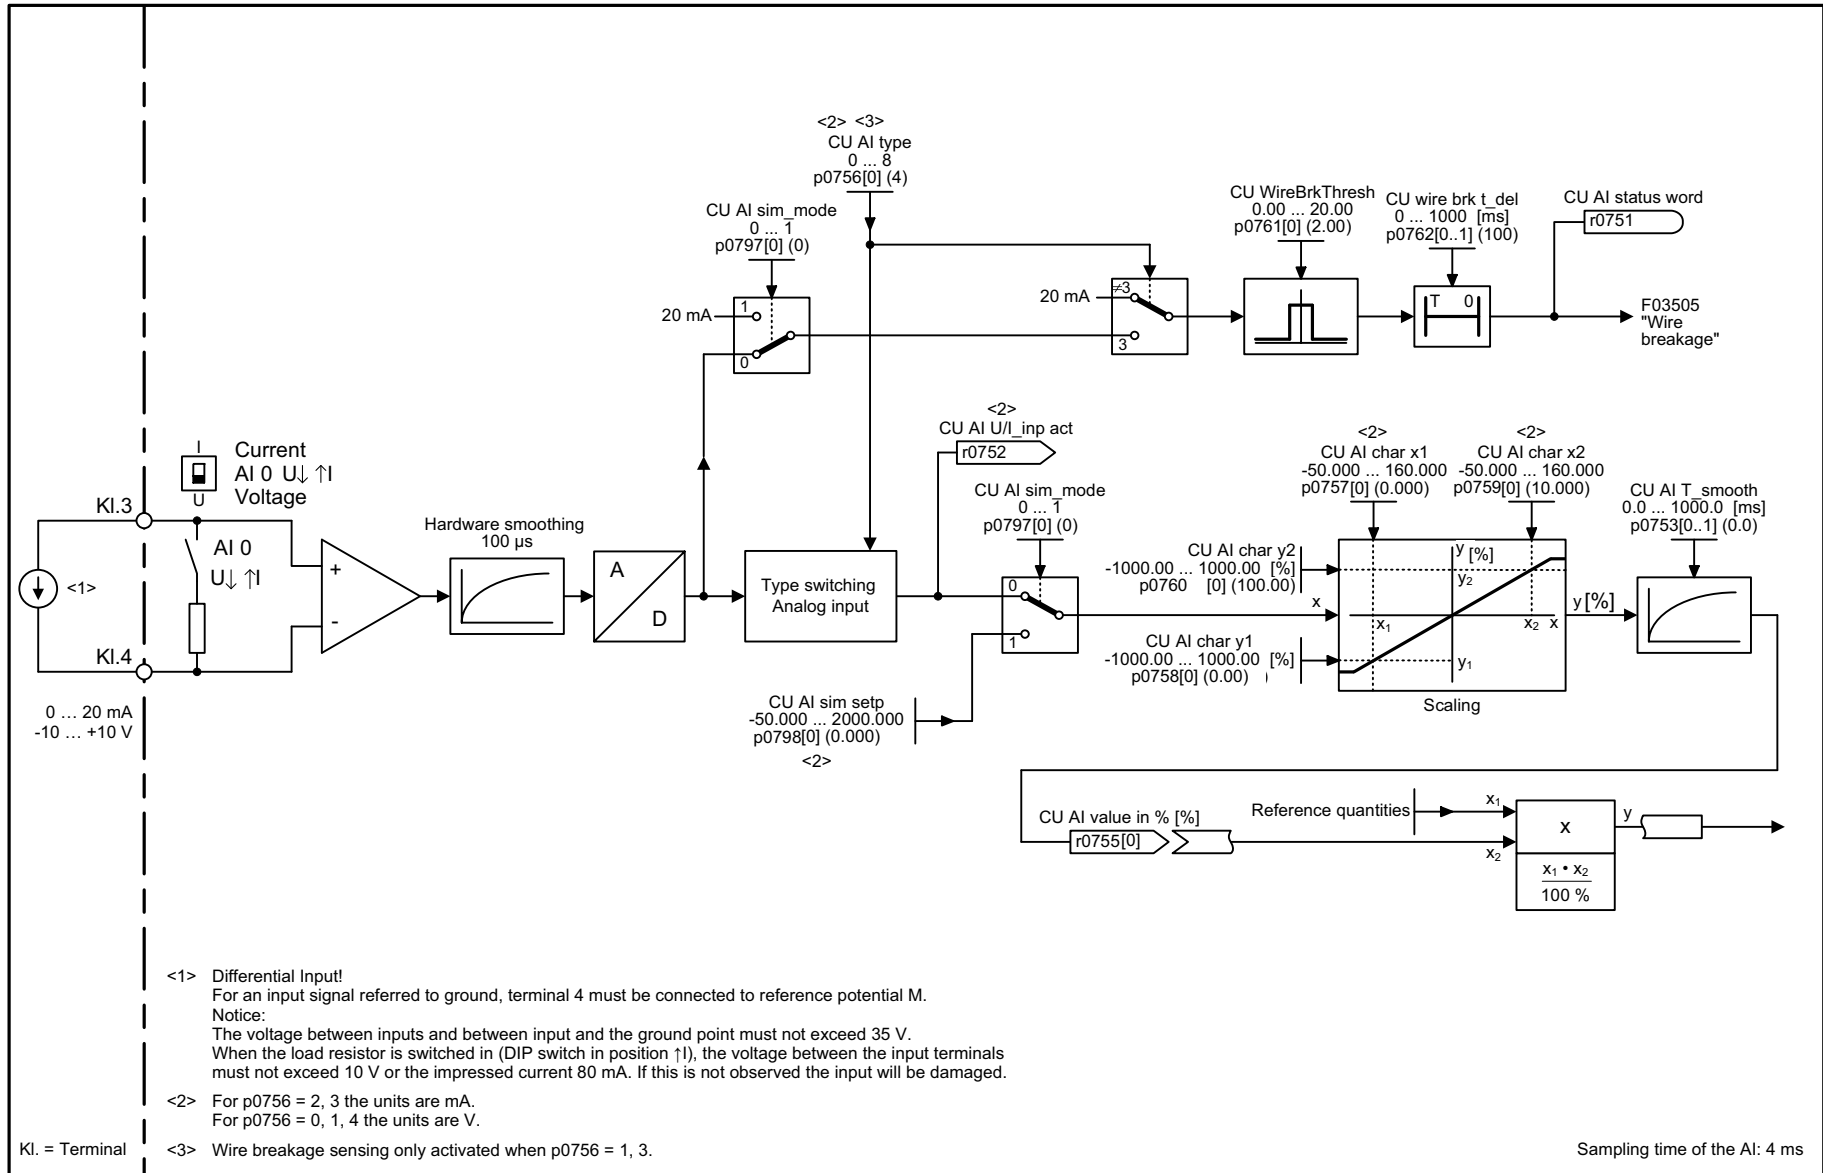 <2> <3>
CU AI type
0 ... 8
p0756[0] (4)
CU AI sim_mode
0 ... 1
p0797[0] (0)
20 mA
1
0
20 mA
≠3
3
CU WireBrkThresh
0.00 ... 20.00
p0761[0] (2.00)
CU wire brk t_del
0 ... 1000 [ms]
p0762[0..1] (100)
T 0
CU AI status word
r0751
F03505
"Wire
breakage"
I
U
Current
AI 0 U↓ ↑I
Voltage
Kl.3
AI 0
U↓ ↑I
<1>
Kl.4
0 ... 20 mA
-10 ... +10 V
+
-
Hardware smoothing
100 µs
A
D
Type switching
Analog input
<2>
CU AI U/I_inp act
r0752
CU AI sim_mode
0 ... 1
p0797[0] (0)
0
1
CU AI sim setp
-50.000 ... 2000.000
p0798[0] (0.000)
<2>
x
<2>
CU AI char x1
-50.000 ... 160.000
p0757[0] (0.000)
<2>
CU AI char x2
-50.000 ... 160.000
p0759[0] (10.000)
CU AI char y2
-1000.00 ... 1000.00 [%]
p0760 [0] (100.00)
CU AI char y1
-1000.00 ... 1000.00 [%]
p0758[0] (0.00) )
y [%]
y2
x1
x2 x
y1
Scaling
y [%]
CU AI T_smooth
0.0 ... 1000.0 [ms]
p0753[0..1] (0.0)
CU AI value in % [%]
r0755[0]
Reference quantities
x1
x2
x
x1 • x2
100 %
y
<1> Differential Input!
For an input signal referred to ground, terminal 4 must be connected to reference potential M.
Notice:
The voltage between inputs and between input and the ground point must not exceed 35 V.
When the load resistor is switched in (DIP switch in position ↑I), the voltage between the input terminals
must not exceed 10 V or the impressed current 80 mA. If this is not observed the input will be damaged.
<2> For p0756 = 2, 3 the units are mA.
For p0756 = 0, 1, 4 the units are V.
<3> Wire breakage sensing only activated when p0756 = 1, 3.
Kl. = Terminal
Sampling time of the AI: 4 ms